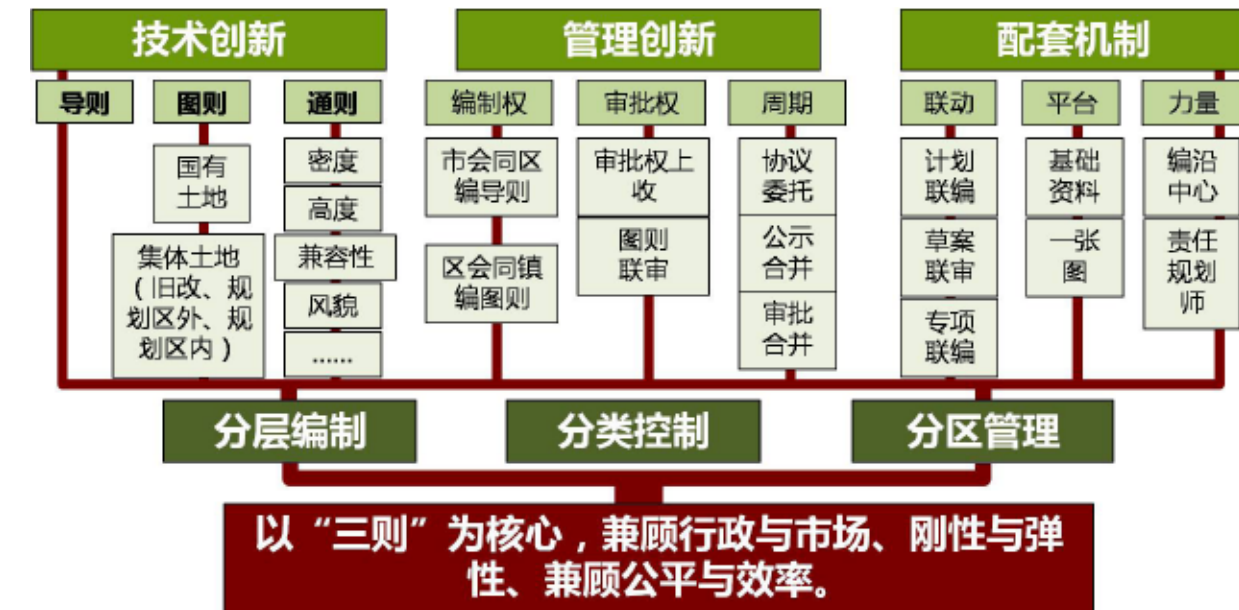 技术创新
管理创新
配套机制
导则
图则
通则
编制权
审批权
周期
联动
平台
力量
国有
土地
集体土地
（旧改、规
划区外、规
划区内）
密度
高度
兼容性
风貌
......
市会同区
编导则
区会同镇
编图则
审批权上
收
图则
联审
协议
委托
公示
合并
审批
合并
计划
联编
草案
联审
专项
联编
基础
资料
一张
图
编沿
中心
责任
规划
师
分层编制
分类控制
分区管理
以“三则”为核心，兼顾行政与市场、刚性与弹
性、兼顾公平与效率。